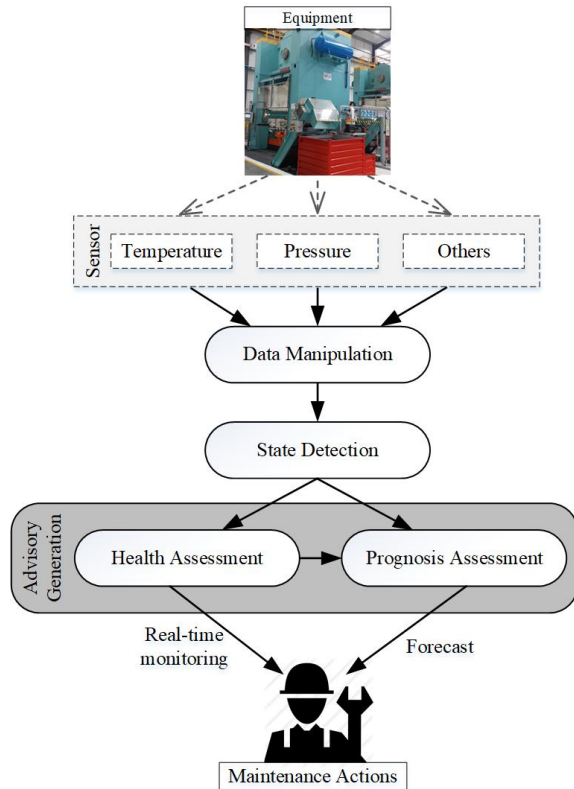 Equipment
Sensor
Temperature
Pressure
Others
Data Manipulation
State Detection
Advisory
Generation
Health Assessment
Prognosis Assessment
Real-time
monitoring
Forecast
Maintenance Actions